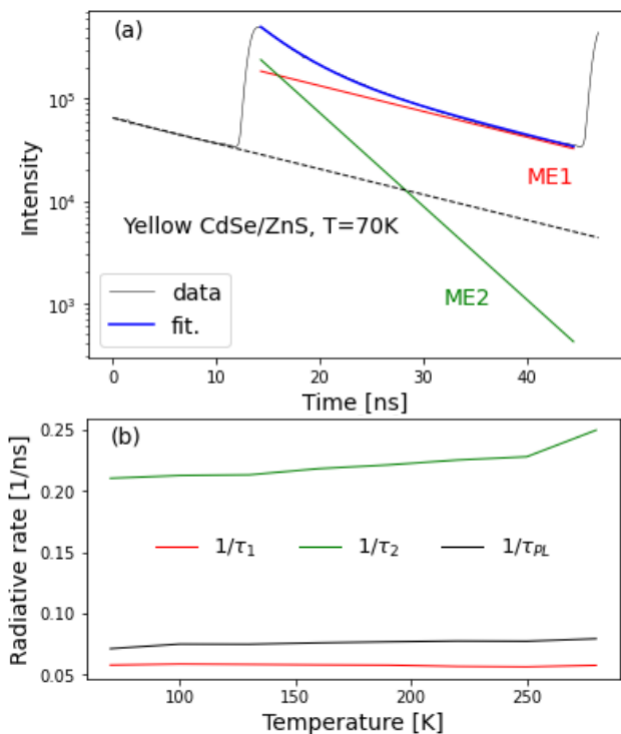 (a)
10^5
10^4
10^3
Intensity
ME1
Yellow CdSe/ZnS, T=70K
ME2
data
fit.
0 10 20 30 40
Time [ns]
(b)
0.25
0.20
0.15
0.10
0.05
Radiative rate [1/ns]
1/τ₁ 1/τ₂ 1/τ_PL
100 150 200 250
Temperature [K]